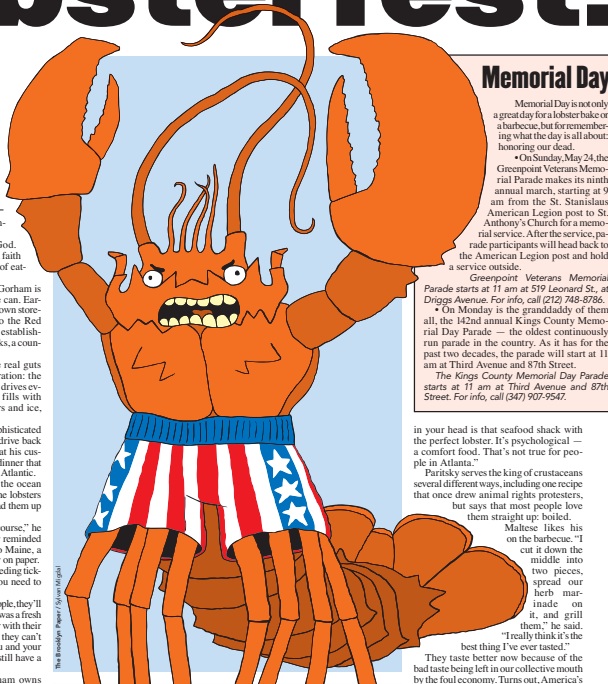 bsterfest!
-
n-
God.
faith
of eat-
Gorham is
can. Ear-
own store-
o the Red
establish-
ks, a coun-
real guts
ration: the
drives ev-
fills with
rs and ice,
phisticated
drive back
at his cus-
dinner that
Atlantic.
the ocean
he lobsters
nd them up
ourse,” he
reminded
o Maine, a
on paper.
eding tick-
ou need to
ple, they’ll
was a fresh
with their
they can’t
u and your
still have a
am owns
The Brooklyn Paper / Sylvan Migdal
Memorial Day
Memorial Day is not only
a great day for a lobster bake or
a barbecue, but for remember-
ing what the day is all about:
honoring our dead.
• On Sunday, May 24, the
Greenpoint Veterans Memo-
rial Parade makes its ninth
annual march, starting at 9
am from the St. Stanislaus
American Legion post to St.
Anthony’s Church for a memo-
rial service. After the service, pa-
rade participants will head back to
the American Legion post and hold
a service outside.
Greenpoint Veterans Memorial
Parade starts at 11 am at 519 Leonard St., at
Driggs Avenue. For info, call (212) 748-8786.
• On Monday is the granddaddy of them
all, the 142nd annual Kings County Memo-
rial Day Parade — the oldest continuously
run parade in the country. As it has for the
past two decades, the parade will start at 11
am at Third Avenue and 87th Street.
The Kings County Memorial Day Parade
starts at 11 am at Third Avenue and 87th
Street. For info, call (347) 907-9547.
in your head is that seafood shack with
the perfect lobster. It’s psychological —
a comfort food. That’s not true for peo-
ple in Atlanta.”
Paritsky serves the king of crustaceans
several different ways, including one recipe
that once drew animal rights protesters,
but says that most people love
them straight up: boiled.
Maltese likes his
on the barbecue. “I
cut it down the
middle into
two pieces,
spread our
herb mar-
inade on
it, and grill
them,” he said.
“I really think it’s the
best thing I’ve ever tasted.”
They taste better now because of the
bad taste being left in our collective mouth
by the foul economy. Turns out, America’s